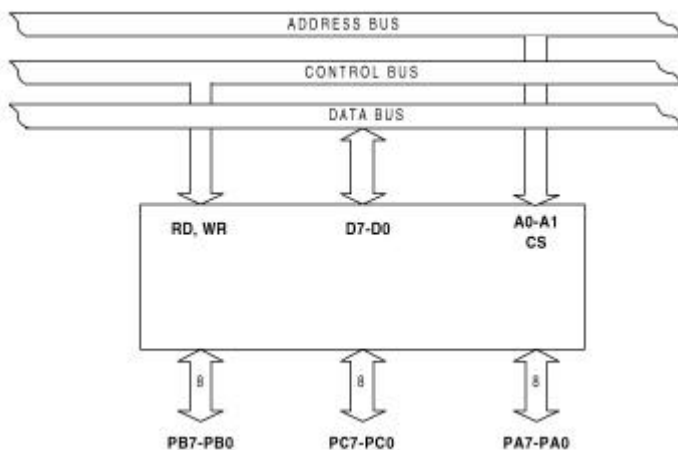 ADDRESS BUS
CONTROL BUS
DATA BUS
RD, WR D7-D0 A0-A1
CS
8 8 8
PB7-PB0 PC7-PC0 PA7-PA0